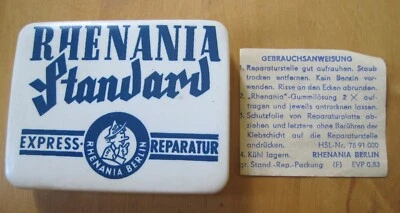 RHENANIA
Standard
EXPRESS-REPARATUR
RHENANIA BERLIN
GEBRAUCHSANWEISUNG
1. Reparaturstelle gut aufrauhen. Staub
trocken entfernen. Kein Benzin ver-
wenden. Risse an den Ecken abrunden.
2. „Rhenania"-Gummilösung 2 X auf-
tragen und jeweils antrocknen lassen.
3. Schutzfolie von Reparaturplatte ab-
ziehen und letztere ohne Berühren der
Klebschicht auf die Reparaturstelle
andrücken. HSL-Nr. 76 91 000
4. Kühl lagern. RHENANIA BERLIN
gr. Stand.-Rep.-Packung (F) EVP 0,53